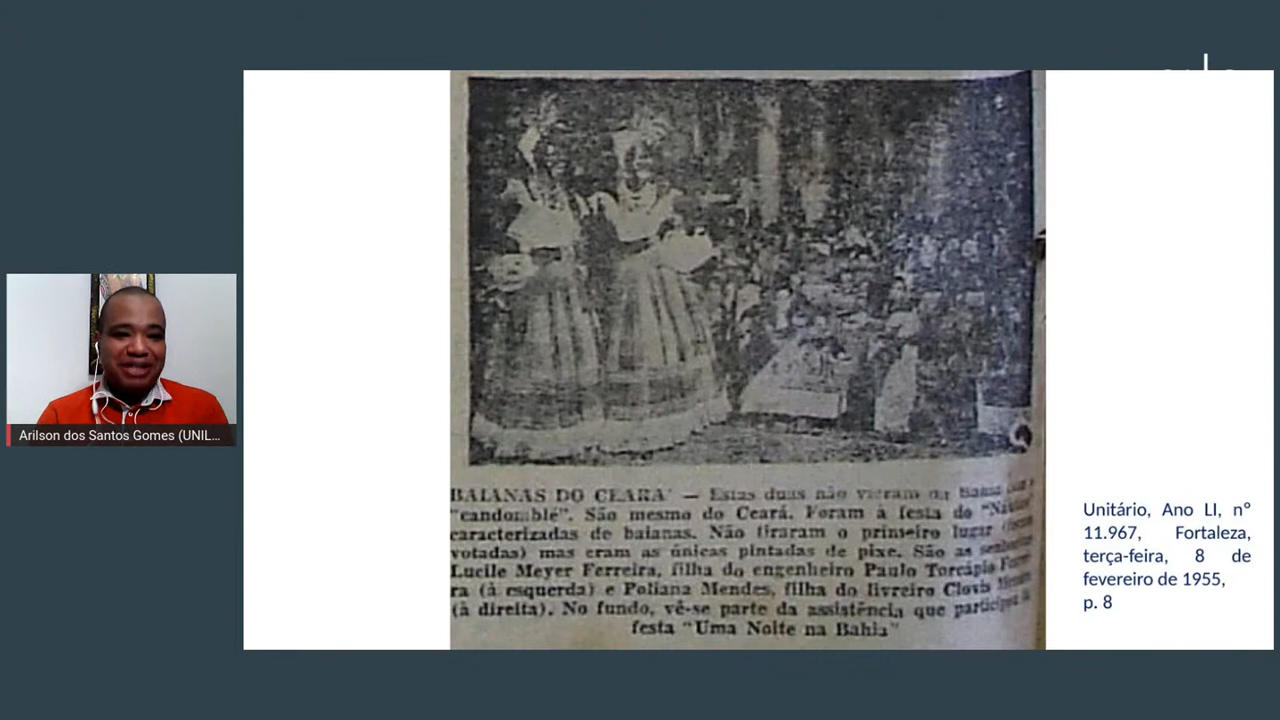 BAIANAS DO CEARA' — Estas duas não vieram da Bahia
"candomblé". São mesmo do Ceará. Foram à festa do
caracterizadas de baianas. Não tiraram o primeiro lugar
votadas) mas eram as únicas pintadas de pixe. São as
Lucile Meyer Ferreira, filha do engenheiro Paulo
ra (à esquerda) e Poliana Mendes, filha do livreiro Clovis
(à direita). No fundo, vê-se parte da assistência que
festa "Uma Noite na Bahia"
Unitário, Ano LI, n°
11.967, Fortaleza,
terça-feira, 8 de
fevereiro de 1955,
p. 8
Arilson dos Santos Gomes (UNIL...